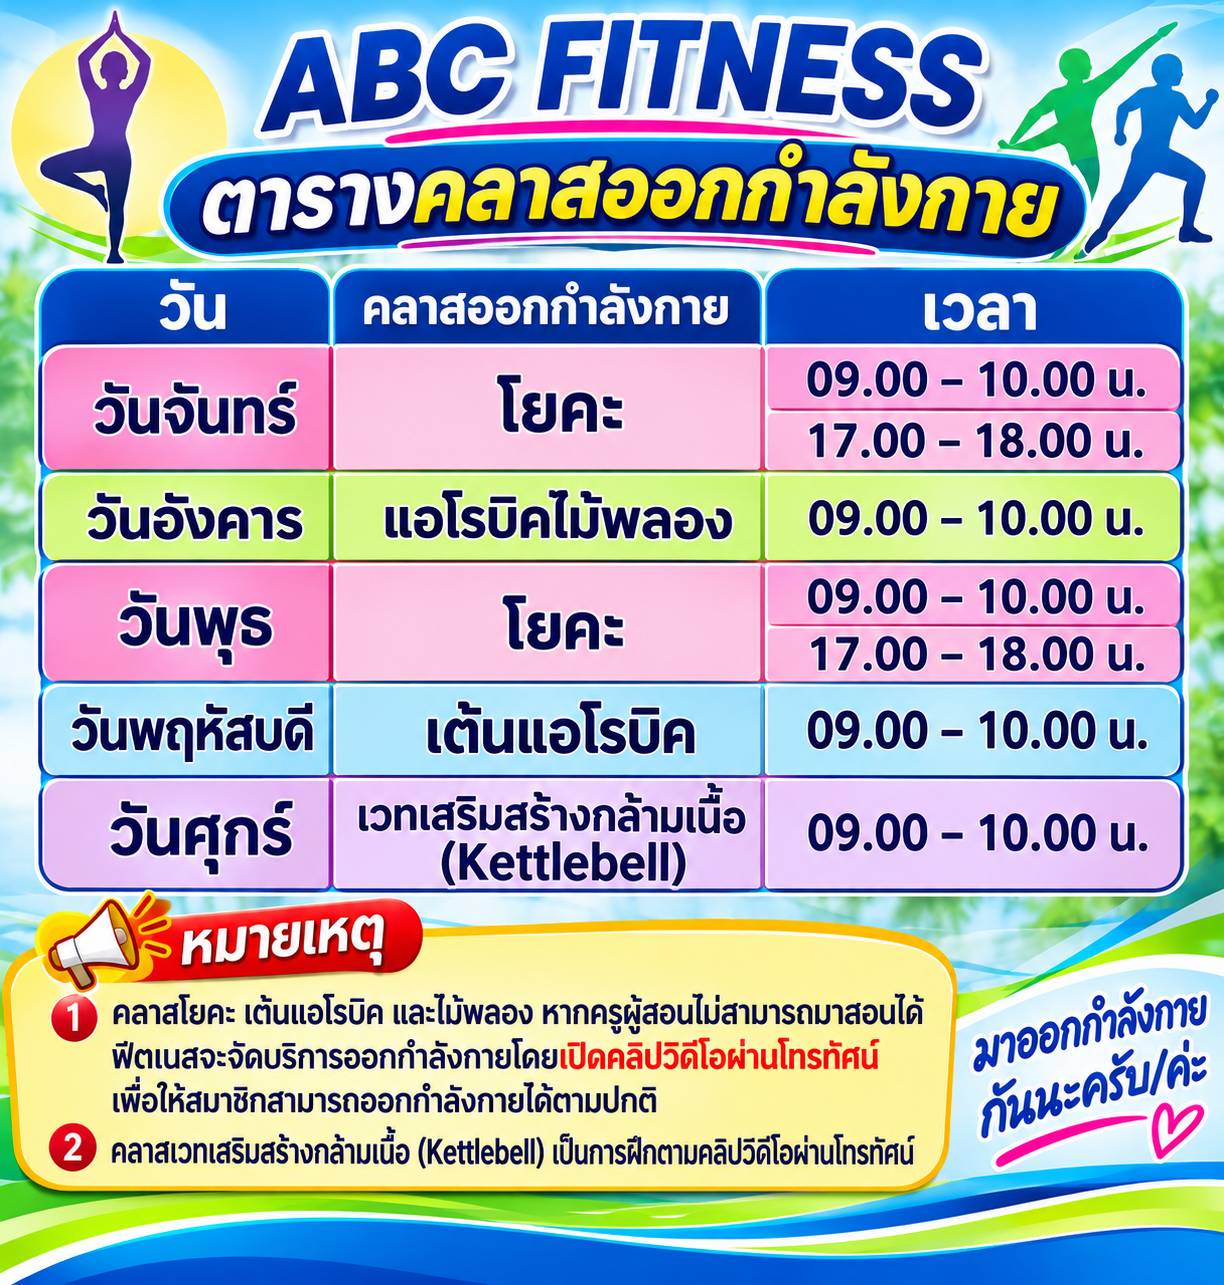 ABC FITNESS
ตารางคลาสออกกำลังกาย
วัน คลาสออกกำลังกาย เวลา
วันจันทร์ โยคะ 09.00 – 10.00 น.
17.00 – 18.00 น.
วันอังคาร แอโรบิคไม้พลอง 09.00 – 10.00 น.
วันพุธ โยคะ 09.00 – 10.00 น.
17.00 – 18.00 น.
วันพฤหัสบดี เต้นแอโรบิค 09.00 – 10.00 น.
วันศุกร์ เวทเสริมสร้างกล้ามเนื้อ 09.00 – 10.00 น.
(Kettlebell)
หมายเหตุ
1 คลาสโยคะ เต้นแอโรบิค และไม้พลอง หากครูผู้สอนไม่สามารถมาสอนได้
ฟีตเนสจะจัดบริการออกกำลังกายโดยเปิดคลิปวิดีโอผ่านโทรทัศน์
เพื่อให้สมาชิกสามารถออกกำลังกายได้ตามปกติ
2 คลาสเวทเสริมสร้างกล้ามเนื้อ (Kettlebell) เป็นการฝึกตามคลิปวิดีโอผ่านโทรทัศน์
มาออกกำลังกาย
กันนะครับ/ค่ะ